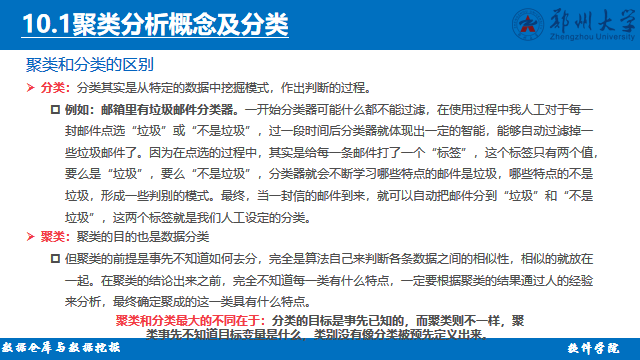 10.1聚类分析概念及分类
郑州大学
Zhengzhou University
聚类和分类的区别
➢ 分类：分类其实是从特定的数据中挖掘模式，作出判断的过程。
❑ 例如：邮箱里有垃圾邮件分类器。一开始分类器可能什么都不能过滤，在使用过程中我人工对于每一
封邮件点选“垃圾”或“不是垃圾”，过一段时间后分类器就体现出一定的智能，能够自动过滤掉一
些垃圾邮件了。因为在点选的过程中，其实是给每一条邮件打了一个“标签”，这个标签只有两个值，
要么是“垃圾”，要么“不是垃圾”，分类器就会不断学习哪些特点的邮件是垃圾，哪些特点的不是
垃圾，形成一些判别的模式。最终，当一封信的邮件到来，就可以自动把邮件分到“垃圾”和“不是
垃圾”，这两个标签就是我们人工设定的分类。
➢ 聚类：聚类的目的也是数据分类
❑ 但聚类的前提是事先不知道如何去分，完全是算法自己来判断各条数据之间的相似性，相似的就放在
一起。在聚类的结论出来之前，完全不知道每一类有什么特点，一定要根据聚类的结果通过人的经验
来分析，最终确定聚成的这一类具有什么特点。
聚类和分类最大的不同在于：分类的目标是事先已知的，而聚类则不一样，聚
类事先不知道目标变量是什么，类别没有像分类被预先定义出来。
数据仓库与数据挖掘
软件学院